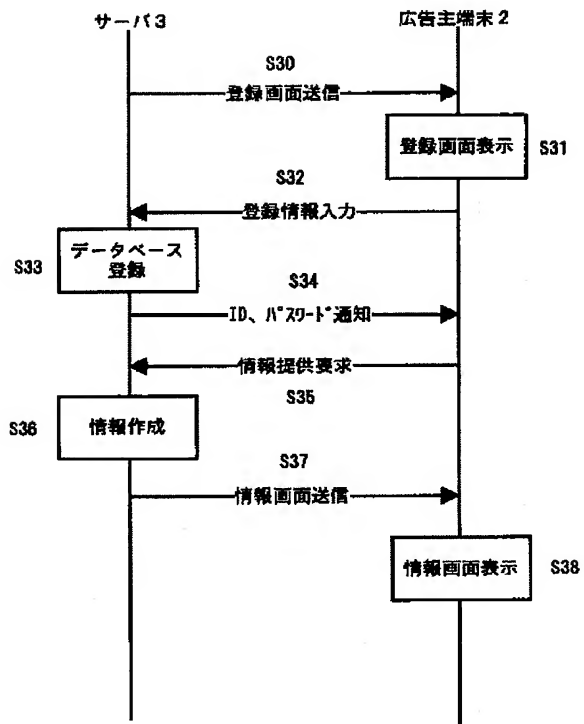 サーバ3
広告主端末2
S30
登録画面送信
登録画面表示
S31
S32
登録情報入力
S33
データベース
登録
S34
ID、パスワード通知
情報提供要求
S35
S36
情報作成
S37
情報画面送信
情報画面表示
S38